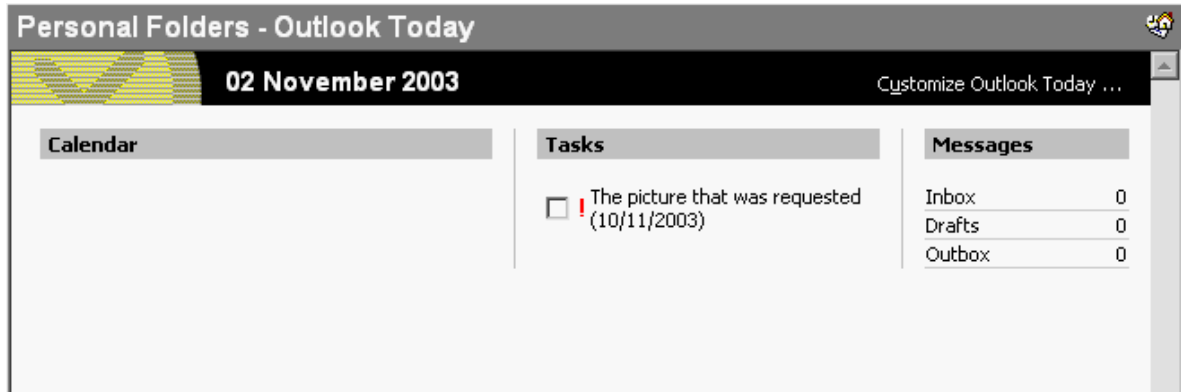 Personal Folders - Outlook Today
02 November 2003
Customize Outlook Today ...
Calendar
Tasks
! The picture that was requested
(10/11/2003)
Messages
Inbox 0
Drafts 0
Outbox 0